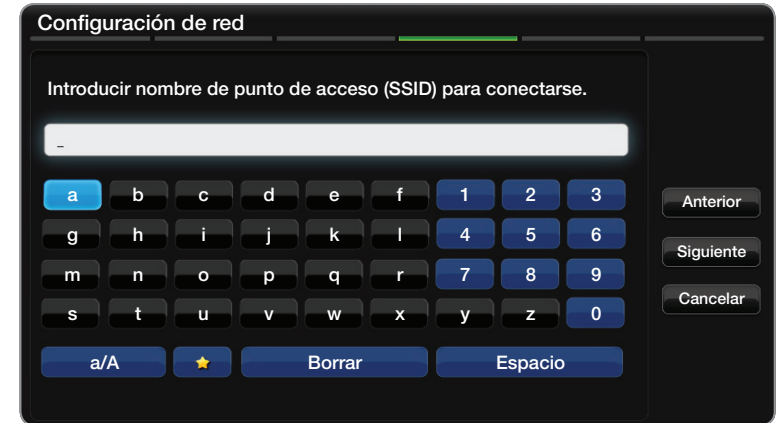 Configuración de red
Introducir nombre de punto de acceso (SSID) para conectarse.
_
a b c d e f 1 2 3
g h i j k l 4 5 6
m n o p q r 7 8 9
s t u v w x y z 0
a/A Borrar Espacio
Anterior
Siguiente
Cancelar